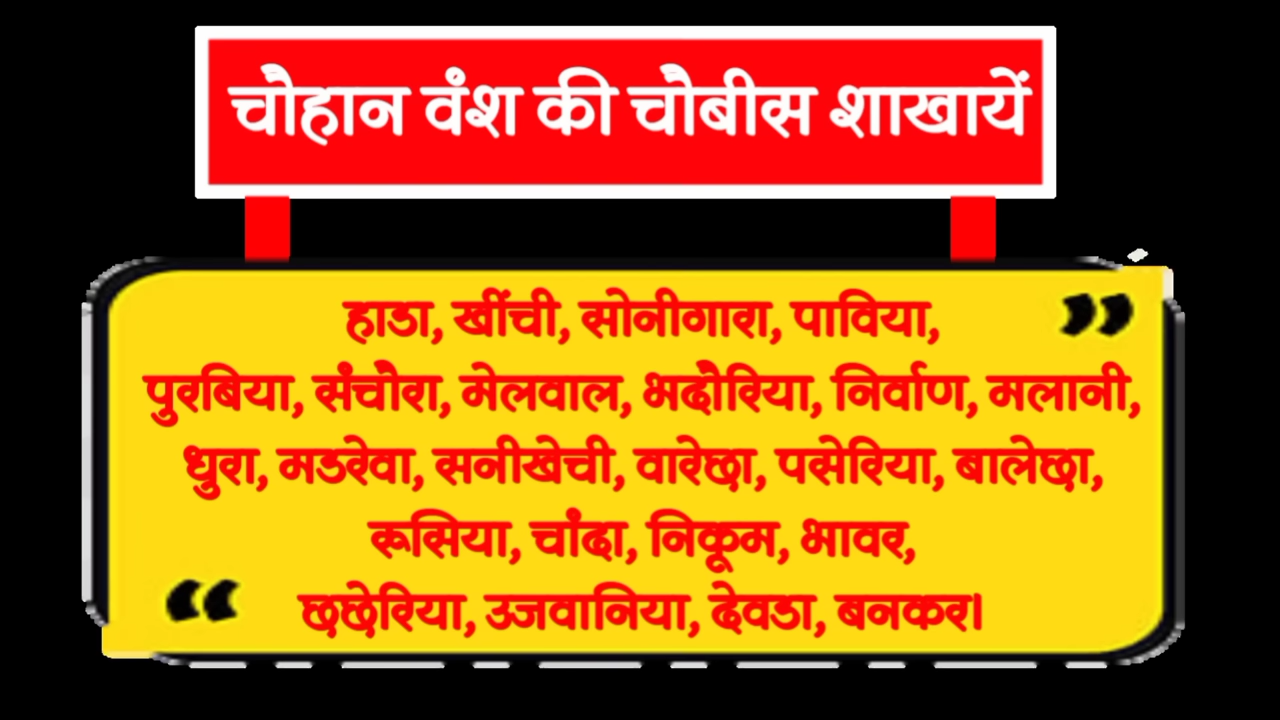 चौहान वंश की चौबीस शाखायें
हाडा, खींची, सोनीगारा, पाविया,
पुरबिया, संचौरा, मेलवाल, भदौरिया, निर्वाण, मलानी,
धुरा, मडरेवा, सनीखेची, वारेछा, पसेरिया, बालेछा,
रूसिया, चांदा, निकूम, भावर,
छछेरिया, उजवानिया, देवडा, बनकर।